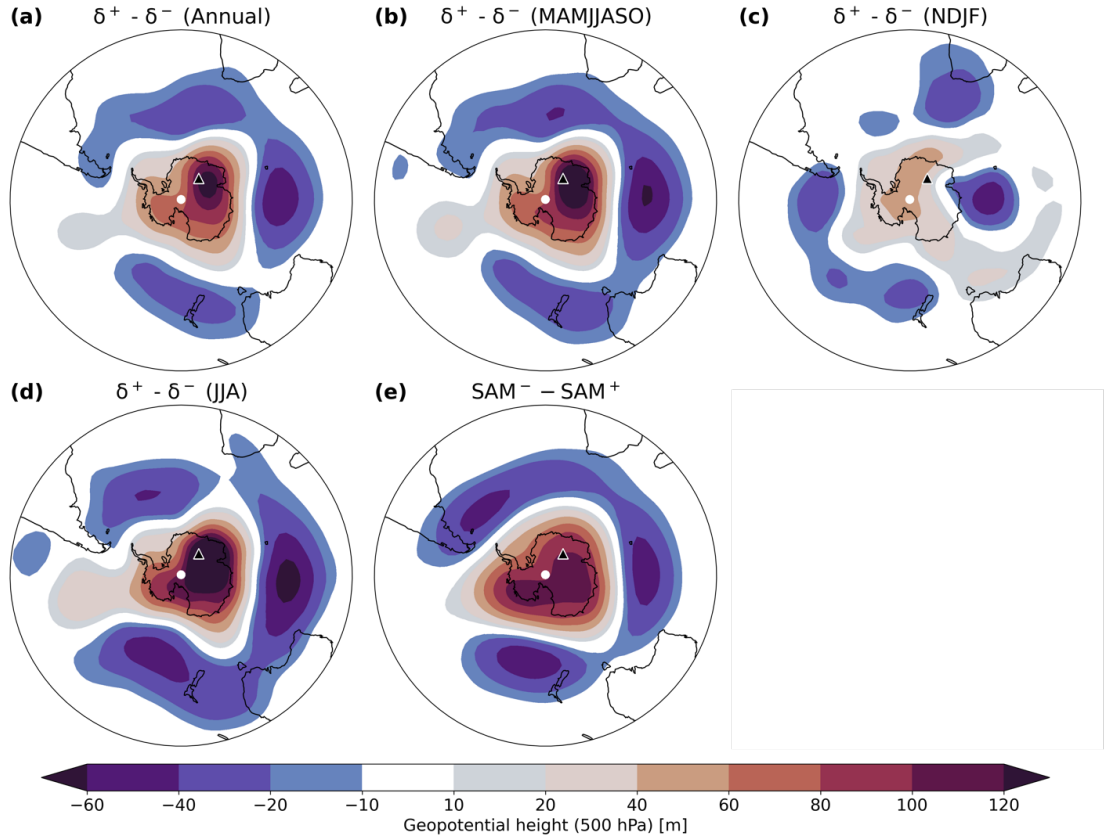 (a) δ⁺ - δ⁻ (Annual)
(b) δ⁺ - δ⁻ (MAMJJASO)
(c) δ⁺ - δ⁻ (NDJF)
(d) δ⁺ - δ⁻ (JJA)
(e) SAM⁻ − SAM⁺
−60 −40 −20 −10 10 20 40 60 80 100 120
Geopotential height (500 hPa) [m]